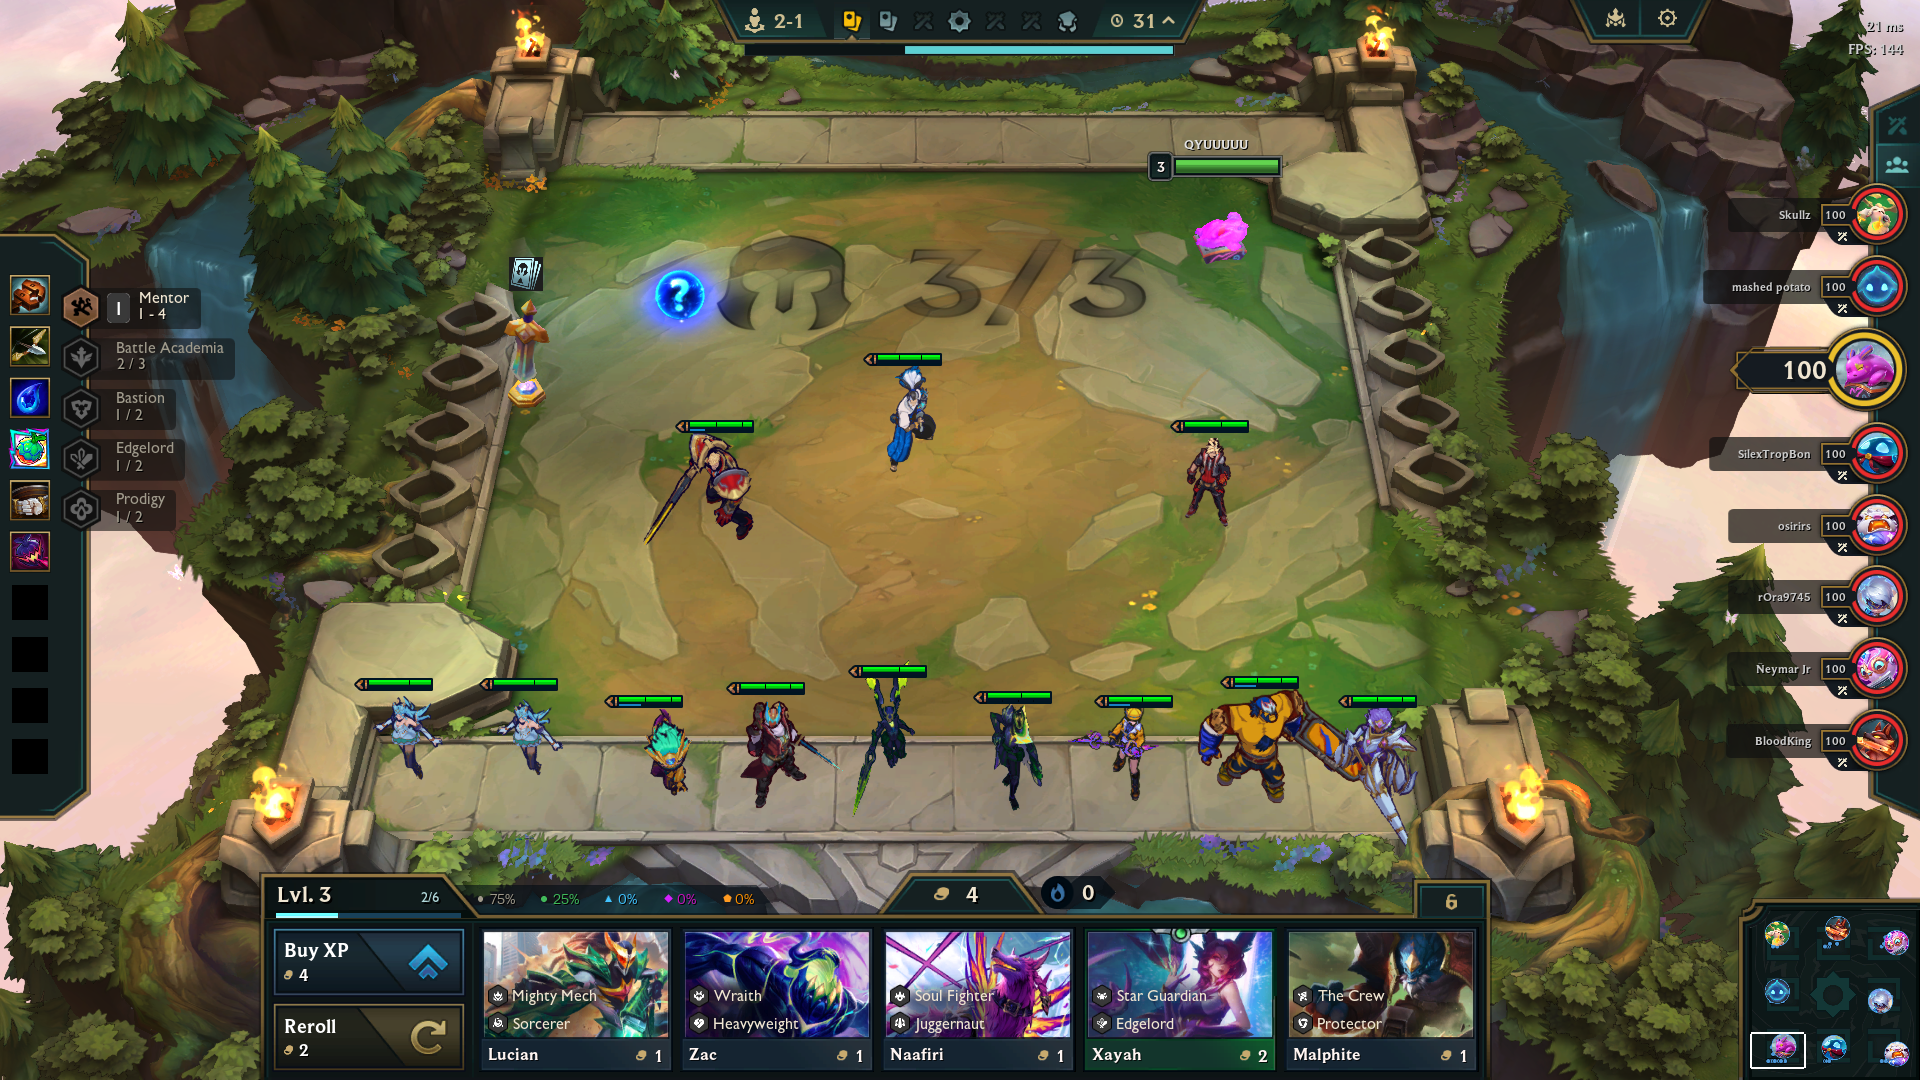 2-1
31
21 ms
FPS: 144
QYUUUUU
3
3/3
?
I
Mentor
1 - 4
Battle Academia
2 / 3
Bastion
1 / 2
Edgelord
1 / 2
Prodigy
1 / 2
Skullz 100
mashed potato 100
100
SilexTropBon 100
osirirs 100
rOra9745 100
Ñeymar Jr 100
BloodKing 100
Lvl. 3
2/6
75%
25%
0%
0%
0%
4
0
6
Buy XP
4
Reroll
2
Mighty Mech
Sorcerer
Lucian 1
Wraith
Heavyweight
Zac 1
Soul Fighter
Juggernaut
Naafiri 1
Star Guardian
Edgelord
Xayah 2
The Crew
Protector
Malphite 1